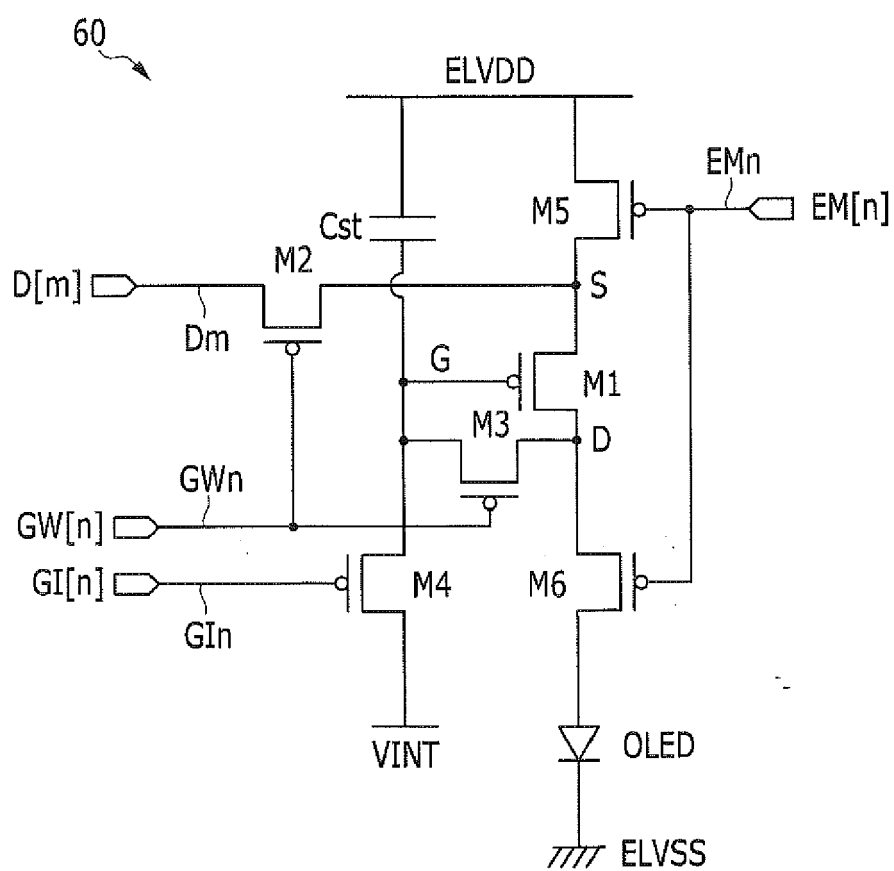 60
ELVDD
EMn
M5
EM[n]
Cst
M2
D[m]
S
Dm
G
M1
M3
D
GWn
GW[n]
GI[n]
M4
M6
GIn
VINT
OLED
ELVSS